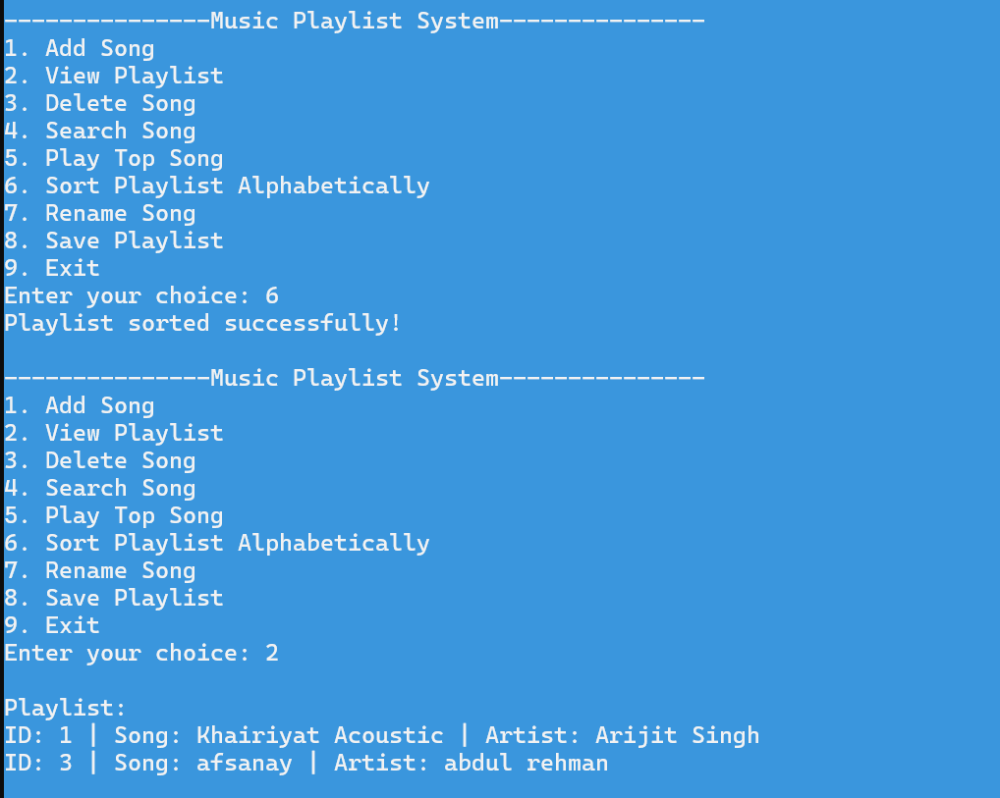 ---------------Music Playlist System---------------
1. Add Song
2. View Playlist
3. Delete Song
4. Search Song
5. Play Top Song
6. Sort Playlist Alphabetically
7. Rename Song
8. Save Playlist
9. Exit
Enter your choice: 6
Playlist sorted successfully!
---------------Music Playlist System---------------
1. Add Song
2. View Playlist
3. Delete Song
4. Search Song
5. Play Top Song
6. Sort Playlist Alphabetically
7. Rename Song
8. Save Playlist
9. Exit
Enter your choice: 2
Playlist:
ID: 1 | Song: Khairiyat Acoustic | Artist: Arijit Singh
ID: 3 | Song: afsanay | Artist: abdul rehman